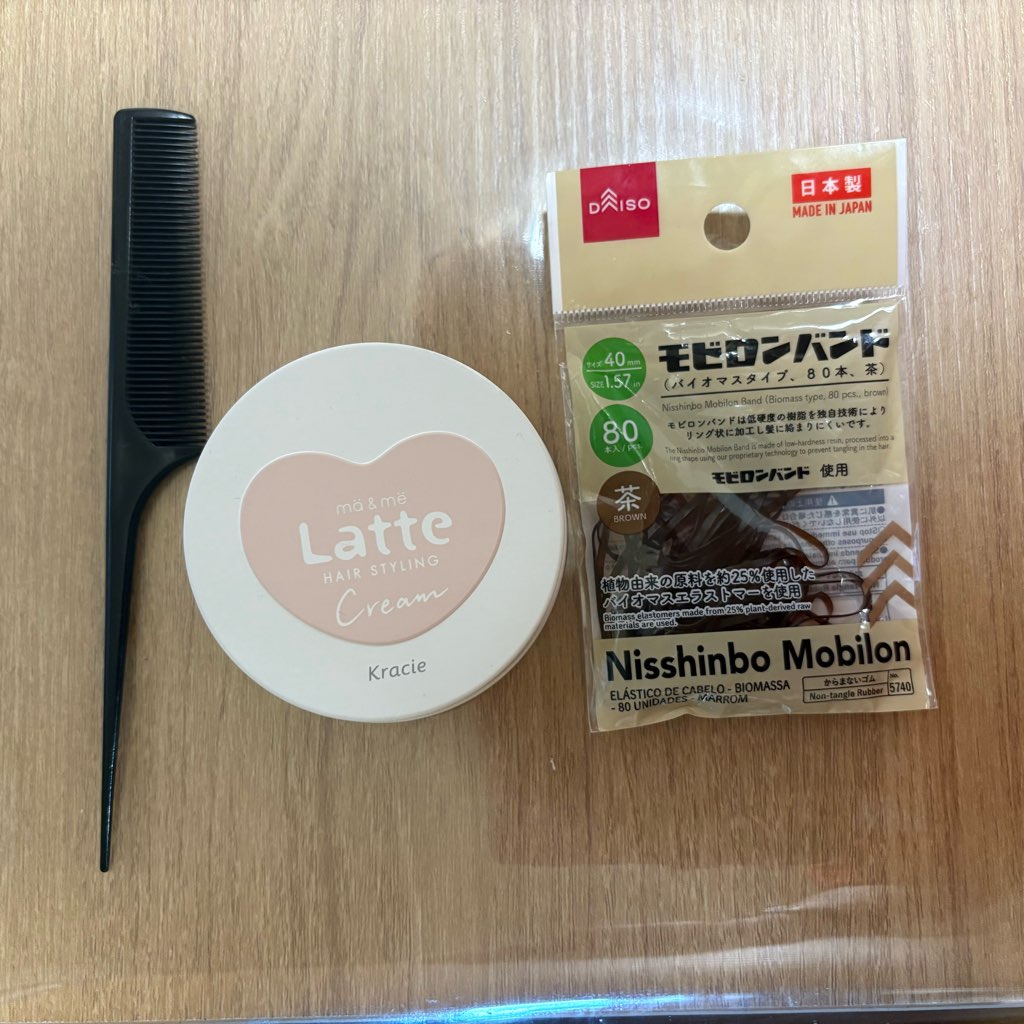 mä & më
Latte
HAIR STYLING
Cream
Kracie
DAISO
日本製
MADE IN JAPAN
サイズ 40 mm
SIZE 1.57 in
80
本入/pcs.
茶
BROWN
モビロンバンド
(バイオマスタイプ、80本、茶)
Nisshinbo Mobilon Band (Biomass type, 80 pcs., brown)
モビロンバンドは低硬度の樹脂を独自技術により
リング状に加工し髪に絡まりにくいです。
The Nisshinbo Mobilon Band is made of low-hardness resin, processed into a
ring shape using our proprietary technology to prevent tangling in the hair.
モビロンバンド 使用
植物由来の原料を約25%使用した
バイオマスエラストマーを使用
Biomass elastomers made from 25% plant-derived raw
materials are used.
Nisshinbo Mobilon
ELÁSTICO DE CABELO - BIOMASSA
- 80 UNIDADES - MARROM
からまないゴム
Non-tangle Rubber
NO.
5740